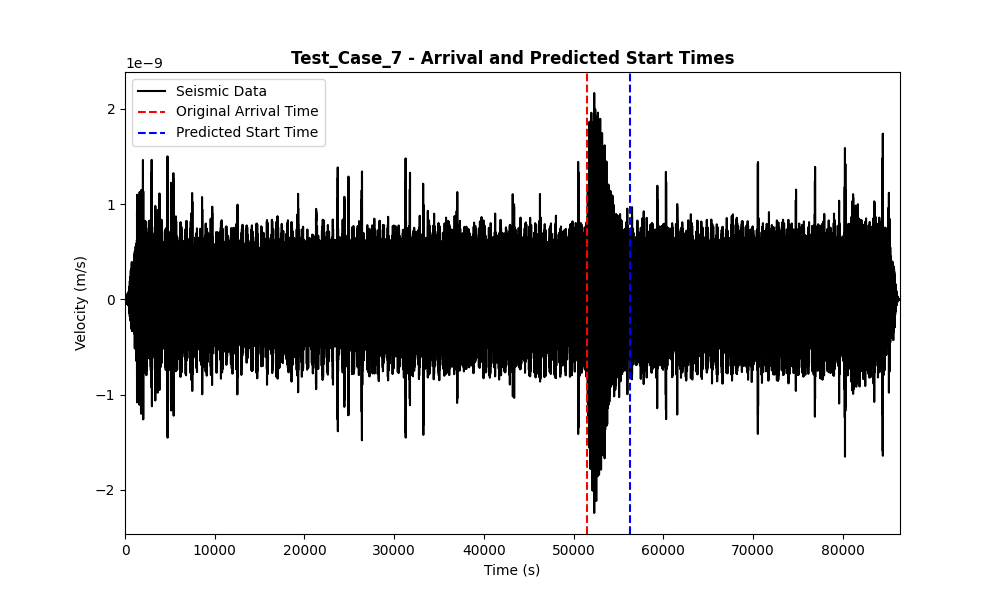 Test_Case_7 - Arrival and Predicted Start Times
1e−9
Seismic Data
Original Arrival Time
Predicted Start Time
2
1
0
−1
−2
Velocity (m/s)
0 10000 20000 30000 40000 50000 60000 70000 80000
Time (s)